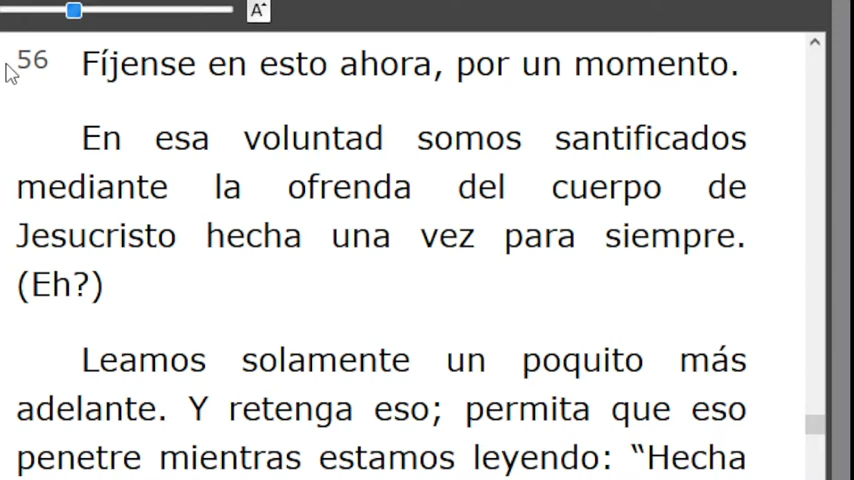 A
56 Fíjense en esto ahora, por un momento.
En esa voluntad somos santificados
mediante la ofrenda del cuerpo de
Jesucristo hecha una vez para siempre.
(Eh?)
Leamos solamente un poquito más
adelante. Y retenga eso; permita que eso
penetre mientras estamos leyendo: “Hecha